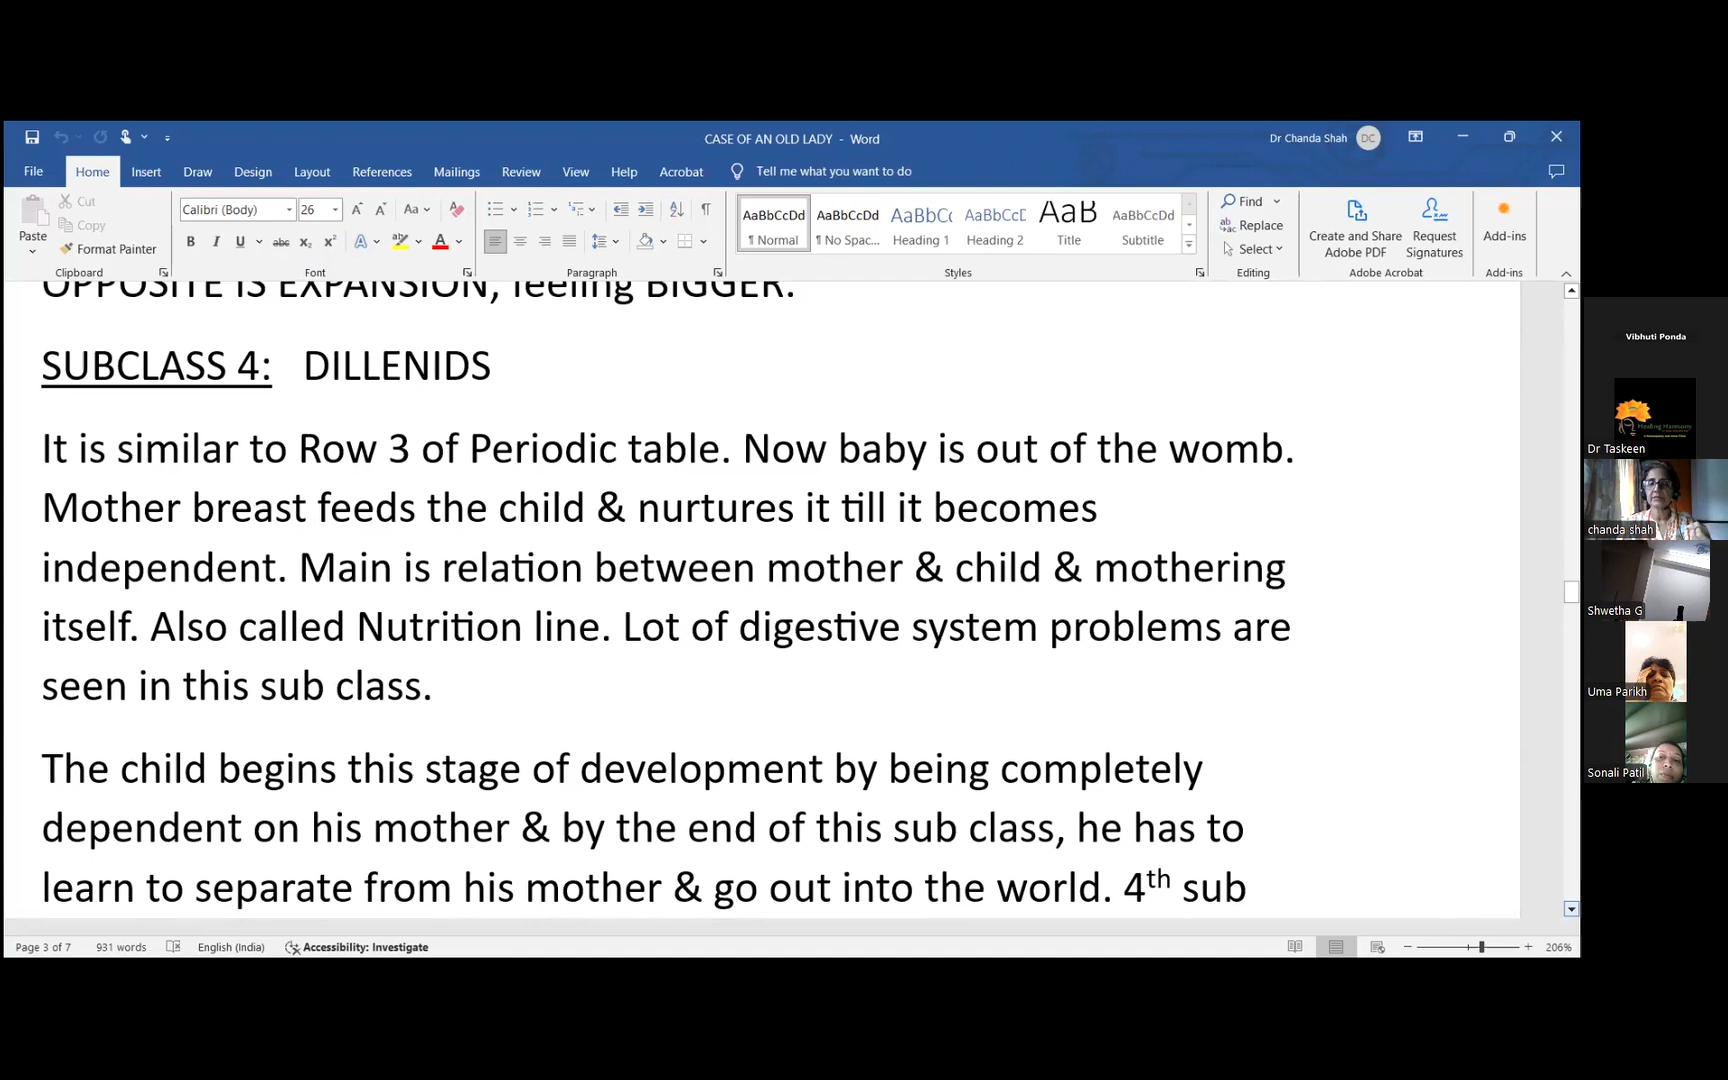 CASE OF AN OLD LADY - Word
Dr Chanda Shah DC
File Home Insert Draw Design Layout References Mailings Review View Help Acrobat Tell me what you want to do
Paste
Cut
Copy
Format Painter
Clipboard
Calibri (Body) 26
Font
Paragraph
AaBbCcDd AaBbCcDd AaBbC AaBbCcD AaB AaBbCcDd
¶ Normal ¶ No Spac... Heading 1 Heading 2 Title Subtitle
Styles
Find
Replace
Select
Editing
Create and Share Adobe PDF
Request Signatures
Adobe Acrobat
Add-ins
Add-ins
OPPOSITE IS EXPANSION, feeling BIGGER.
SUBCLASS 4: DILLENIDS
It is similar to Row 3 of Periodic table. Now baby is out of the womb.
Mother breast feeds the child & nurtures it till it becomes
independent. Main is relation between mother & child & mothering
itself. Also called Nutrition line. Lot of digestive system problems are
seen in this sub class.
The child begins this stage of development by being completely
dependent on his mother & by the end of this sub class, he has to
learn to separate from his mother & go out into the world. 4th sub
Page 3 of 7 931 words English (India) Accessibility: Investigate 206%
Vibhuti Ponda
Healing Harmony
Dr Taskeen
chanda shah
Shwetha G
Uma Parikh
Sonali Patil